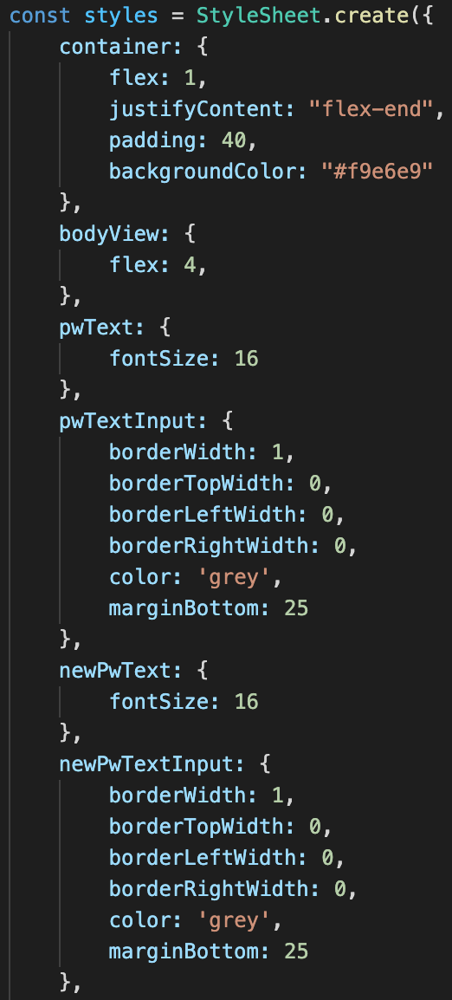 const styles = StyleSheet.create({
container: {
flex: 1,
justifyContent: "flex-end",
padding: 40,
backgroundColor: "#f9e6e9"
},
bodyView: {
flex: 4,
},
pwText: {
fontSize: 16
},
pwTextInput: {
borderWidth: 1,
borderTopWidth: 0,
borderLeftWidth: 0,
borderRightWidth: 0,
color: 'grey',
marginBottom: 25
},
newPwText: {
fontSize: 16
},
newPwTextInput: {
borderWidth: 1,
borderTopWidth: 0,
borderLeftWidth: 0,
borderRightWidth: 0,
color: 'grey',
marginBottom: 25
},